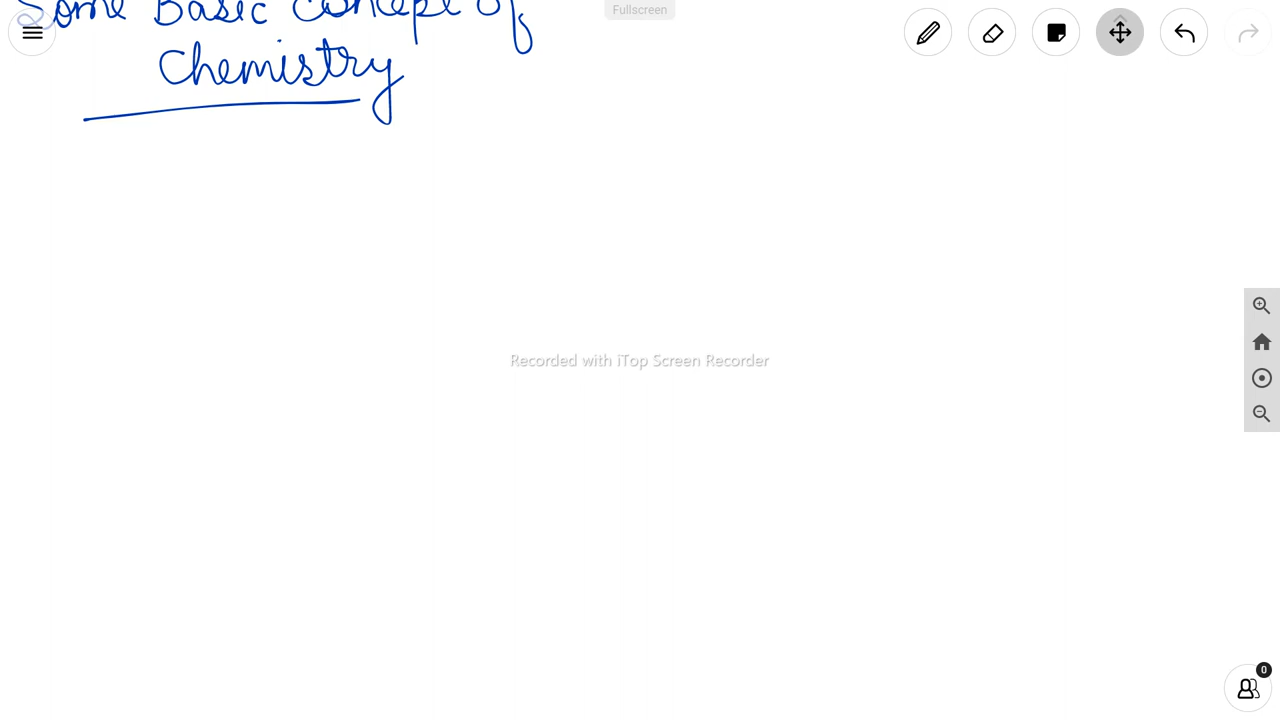 Fullscreen
Some Basic Concept of
Chemistry
Recorded with iTop Screen Recorder
0